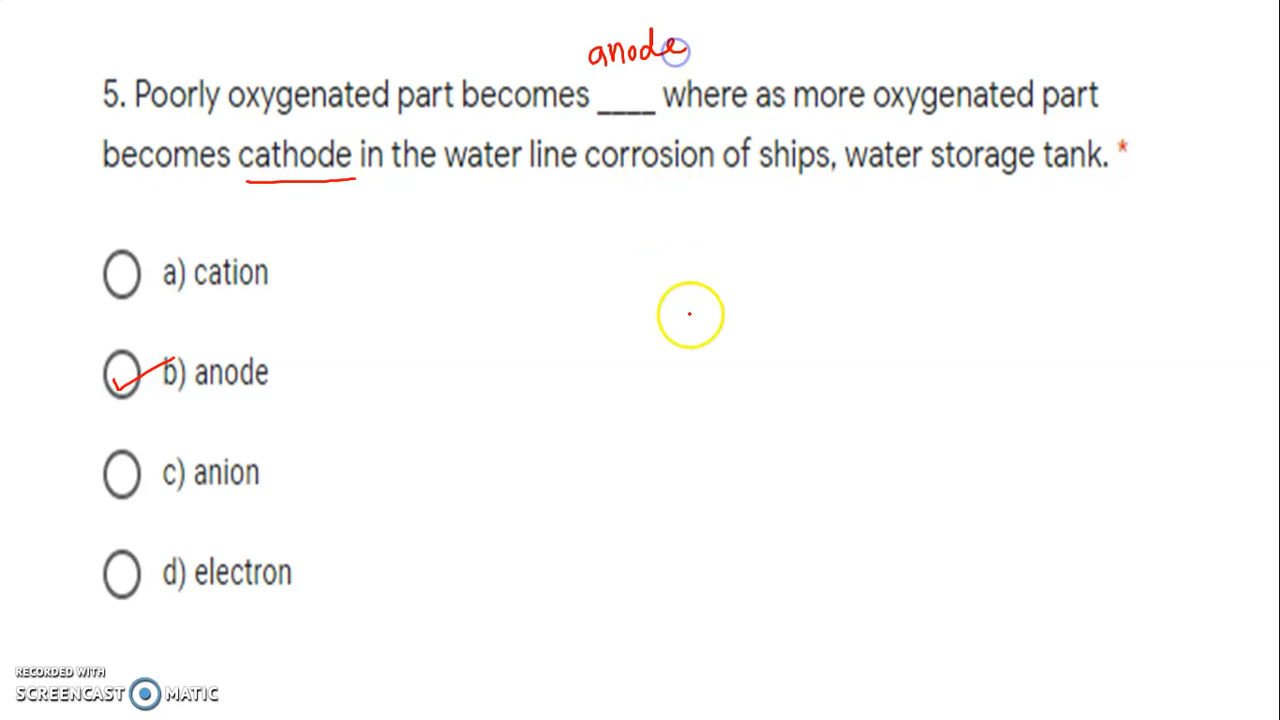 anode
5. Poorly oxygenated part becomes ____ where as more oxygenated part
becomes cathode in the water line corrosion of ships, water storage tank. *
a) cation
b) anode
c) anion
d) electron
RECORDED WITH
SCREENCAST MATIC